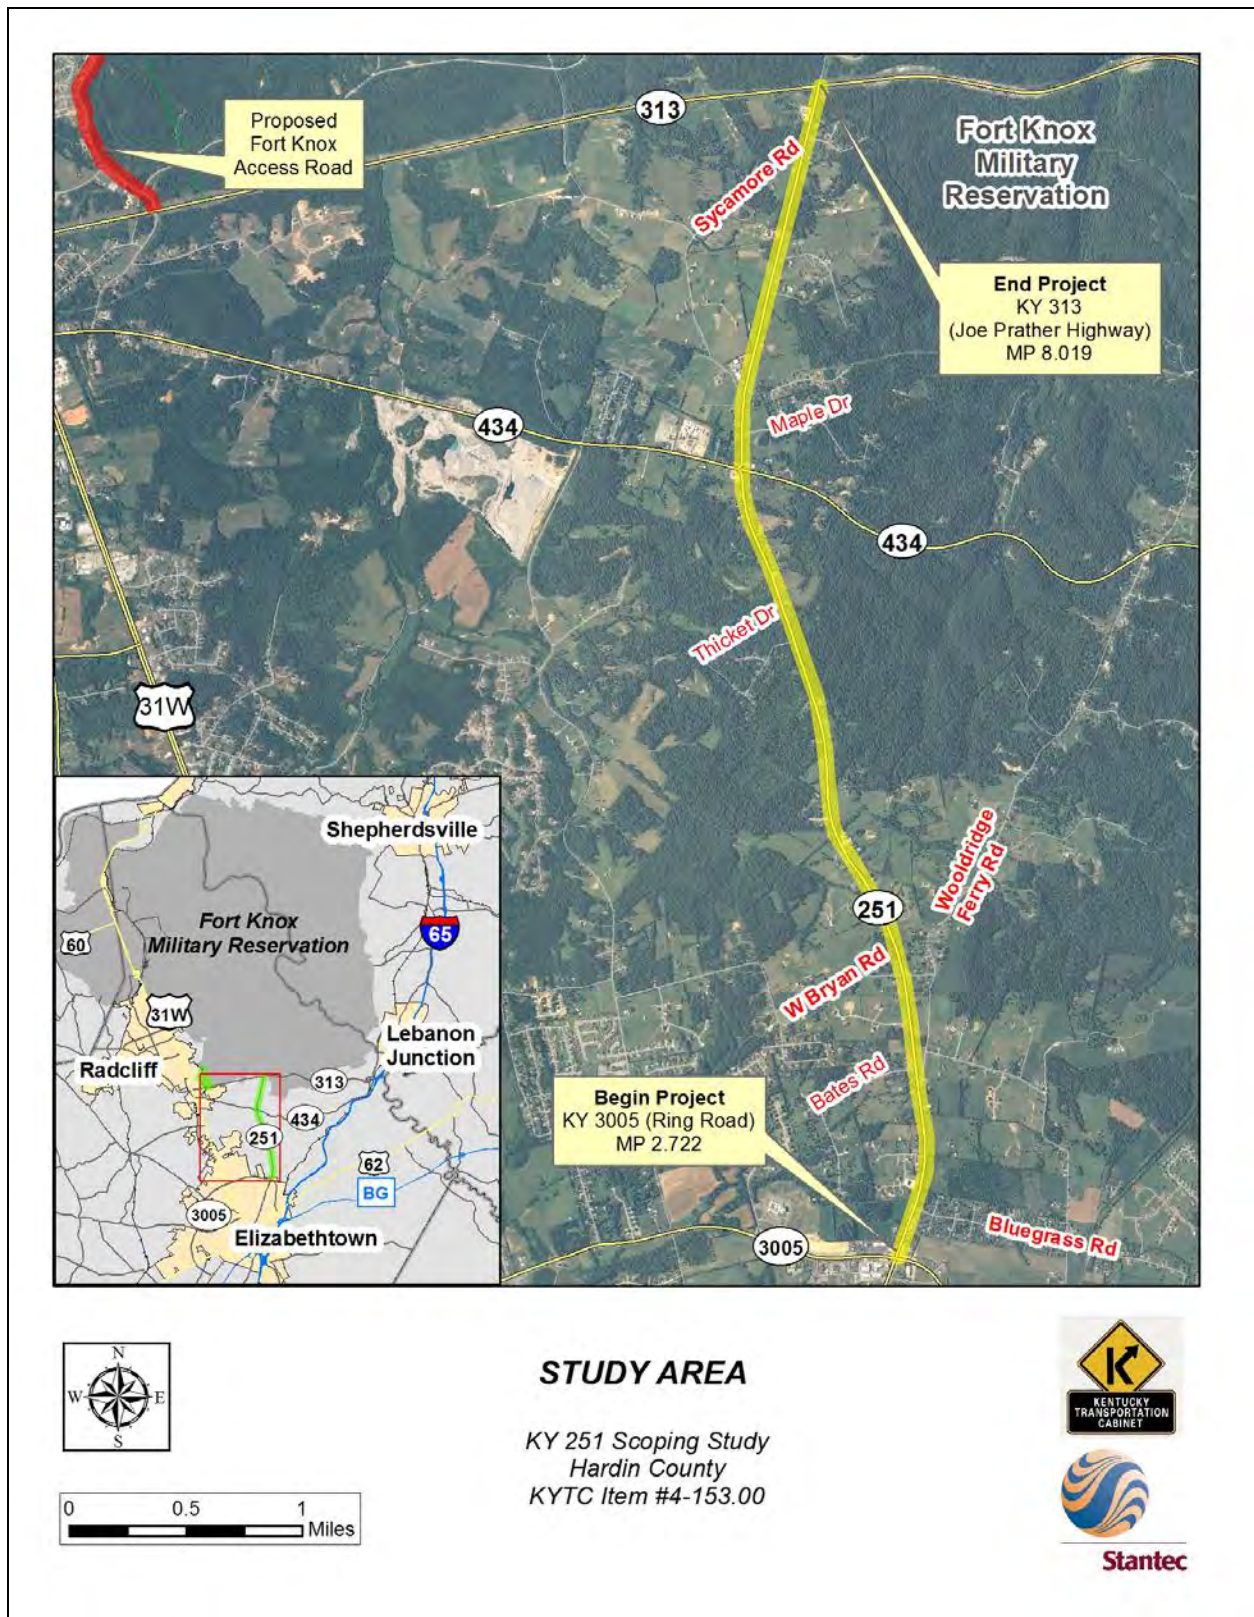 Proposed
Fort Knox
Access Road
313
Sycamore Rd
Fort Knox
Military
Reservation
End Project
KY 313
(Joe Prather Highway)
MP 8.019
Maple Dr
434
434
Thicket Dr
31W
Wooldridge
Ferry Rd
251
W Bryan Rd
Bates Rd
Begin Project
KY 3005 (Ring Road)
MP 2.722
3005
Bluegrass Rd
Shepherdsville
Fort Knox
Military Reservation
65
60
31W
Lebanon
Junction
Radcliff
313
434
251
62
BG
3005
Elizabethtown
N
W
E
S
0 0.5 1
Miles
STUDY AREA
KY 251 Scoping Study
Hardin County
KYTC Item #4-153.00
KENTUCKY
TRANSPORTATION
CABINET
Stantec